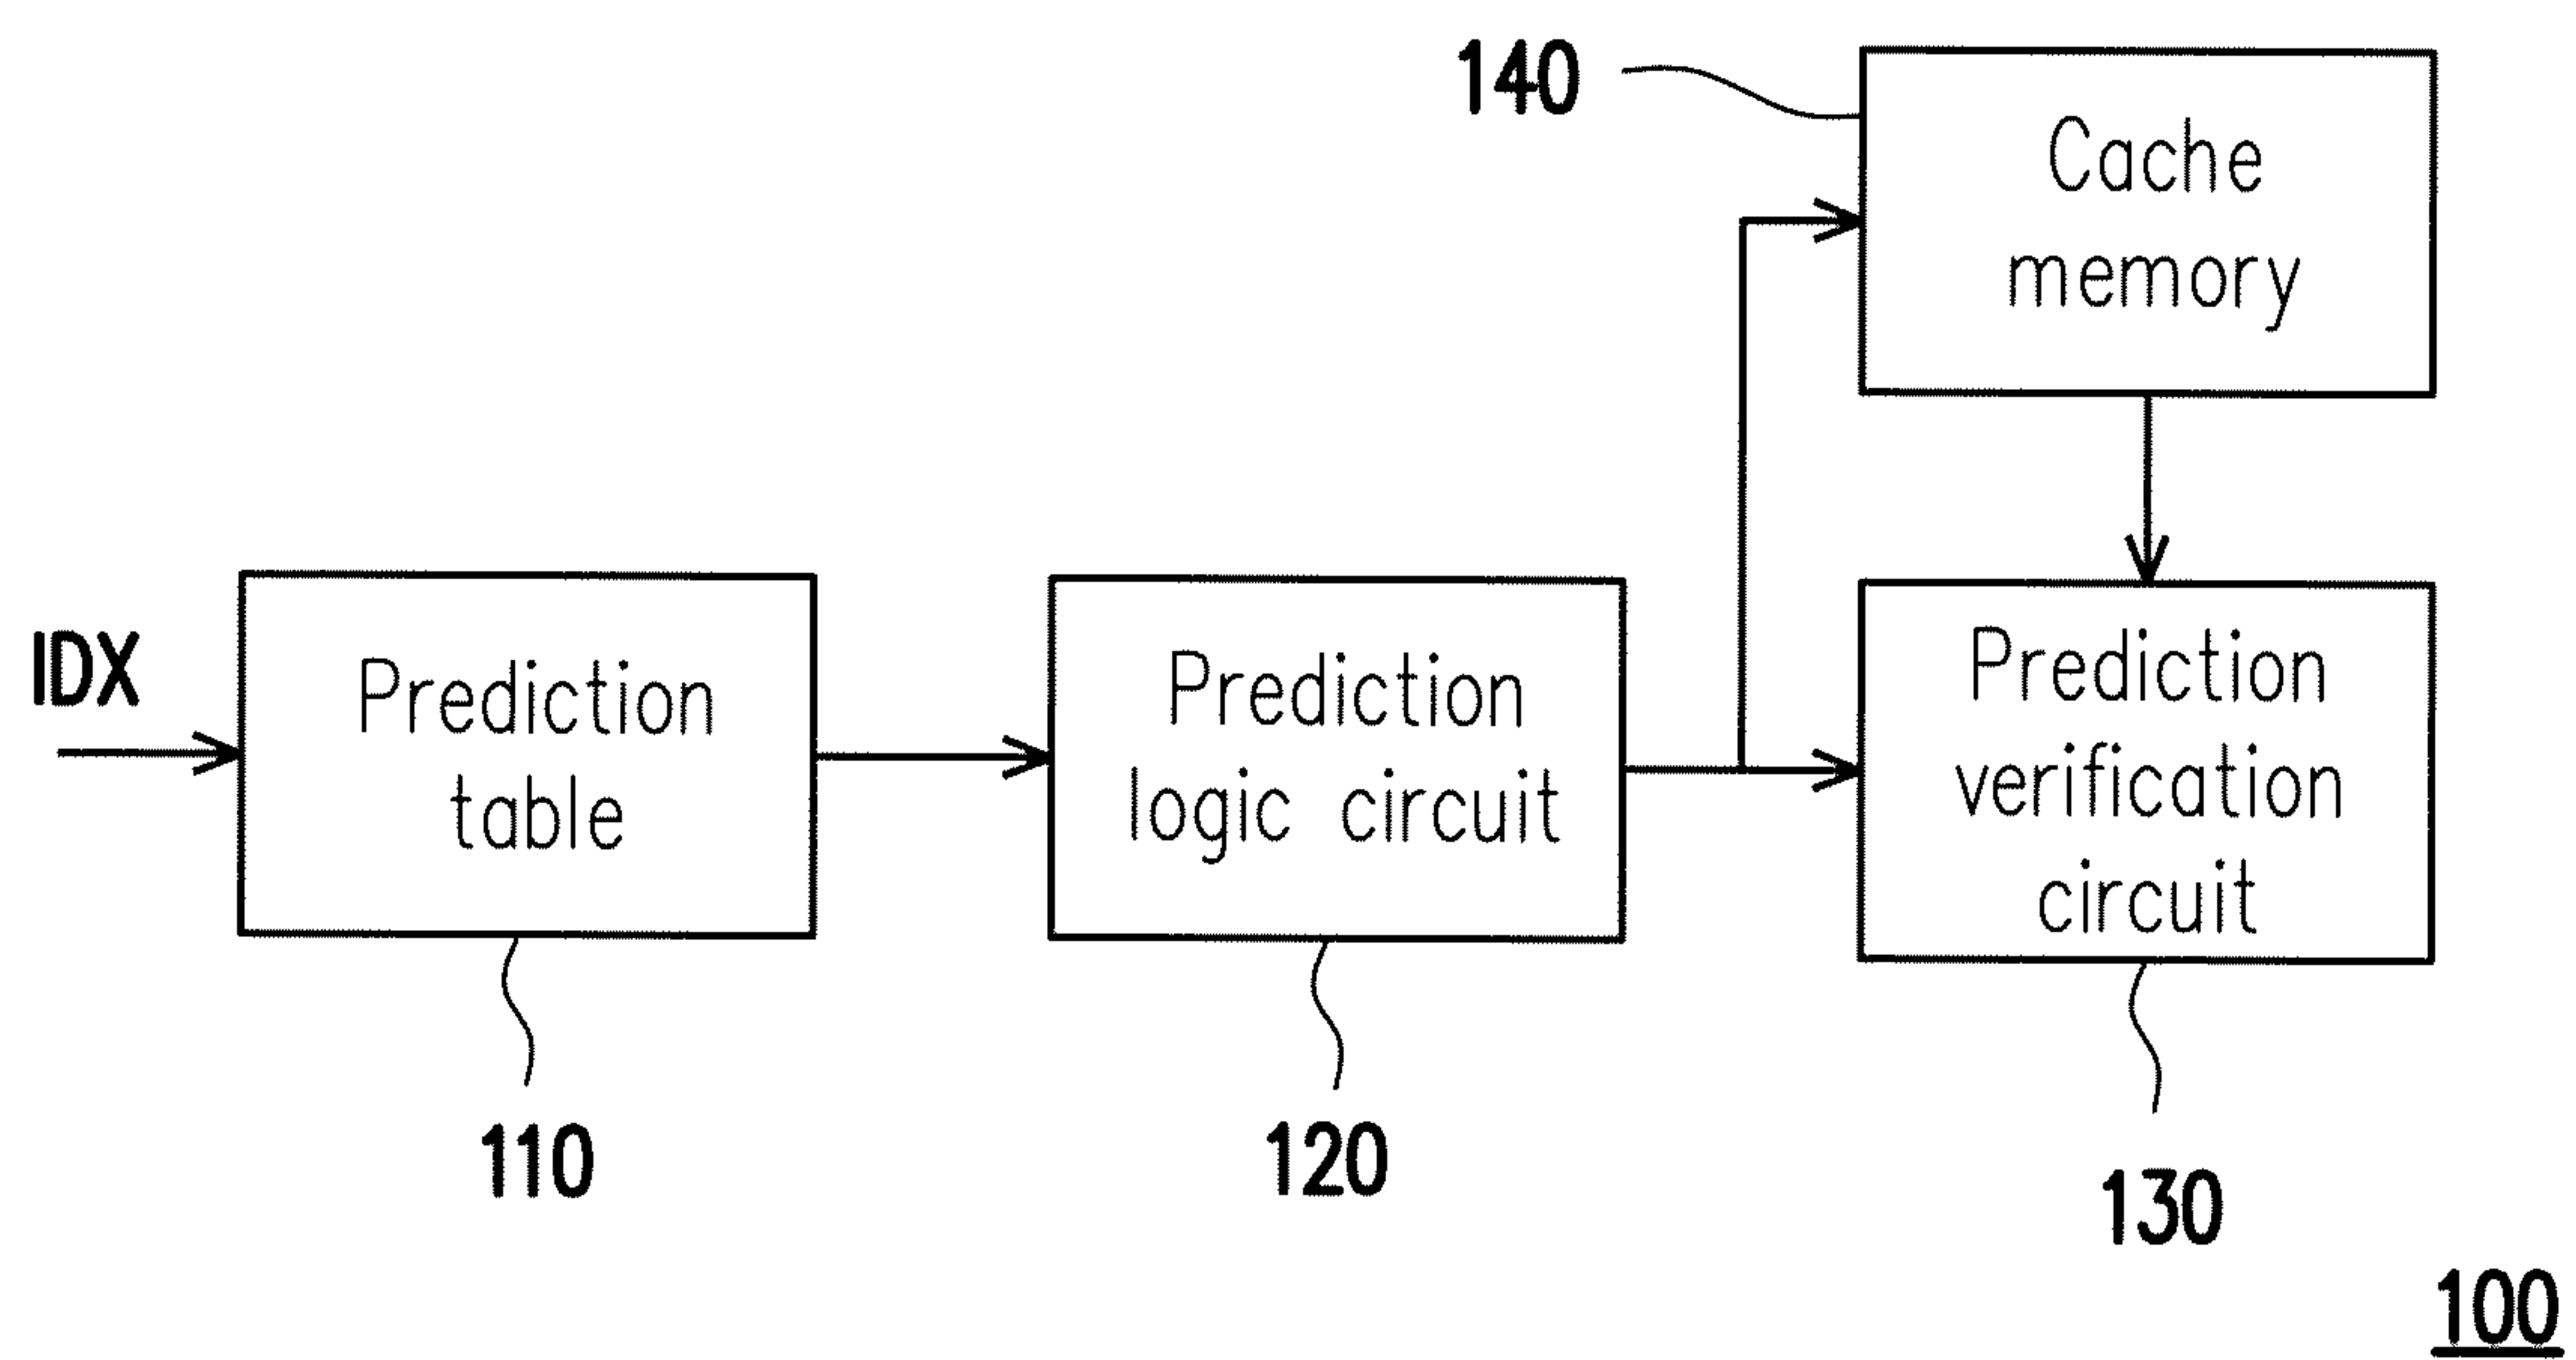 140
Cache
memory
IDX
Prediction
table
Prediction
logic circuit
Prediction
verification
circuit
110
120
130
100